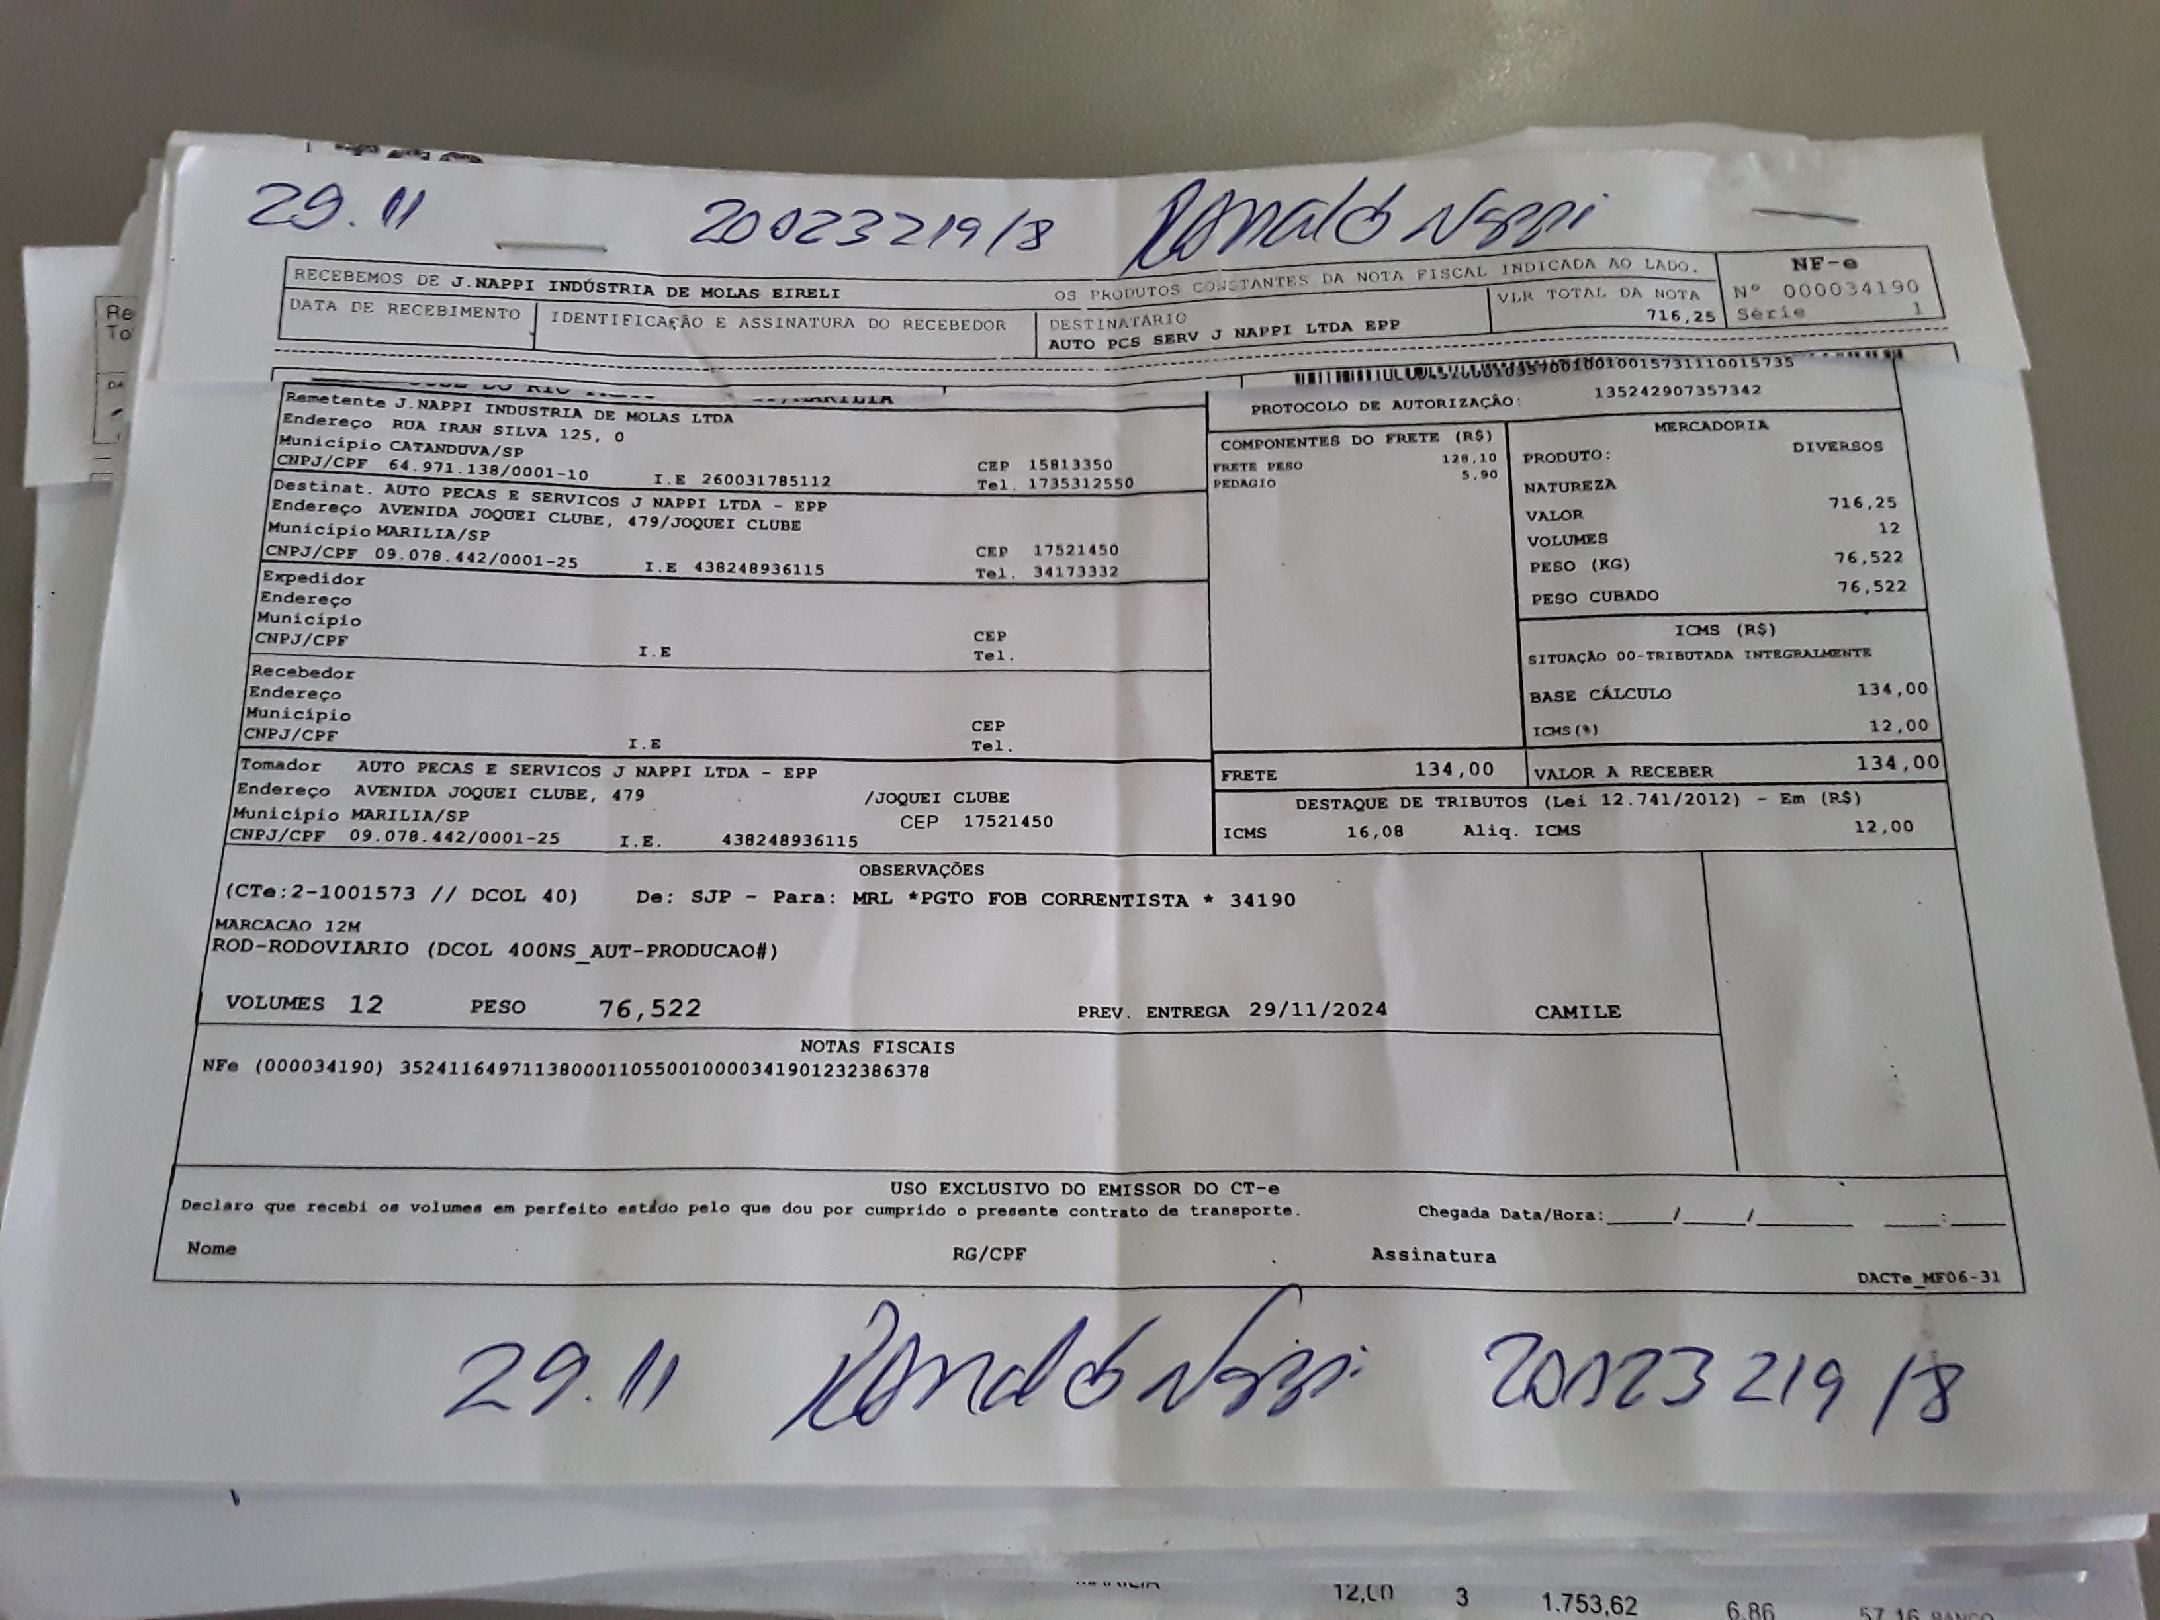 29.11 20023219/8 Ronaldo Nappi
RECEBEMOS DE J.NAPPI INDÚSTRIA DE MOLAS EIRELI OS PRODUTOS CONSTANTES DA NOTA FISCAL INDICADA AO LADO.
NF-e
Nº 000034190
Série 1
DATA DE RECEBIMENTO
IDENTIFICAÇÃO E ASSINATURA DO RECEBEDOR
DESTINATÁRIO
AUTO PCS SERV J NAPPI LTDA EPP
VLR TOTAL DA NOTA
716,25
PROTOCOLO DE AUTORIZAÇÃO: 135242907357342
Remetente J.NAPPI INDUSTRIA DE MOLAS LTDA
Endereço RUA IRAN SILVA 125, 0
Município CATANDUVA/SP CEP 15813350
CNPJ/CPF 64.971.138/0001-10 I.E 260031785112 Tel. 1735312550
Destinat. AUTO PECAS E SERVICOS J NAPPI LTDA - EPP
Endereço AVENIDA JOQUEI CLUBE, 479/JOQUEI CLUBE
Município MARILIA/SP CEP 17521450
CNPJ/CPF 09.078.442/0001-25 I.E 438248936115 Tel. 34173332
Expedidor
Endereço
Município CEP
CNPJ/CPF I.E Tel.
Recebedor
Endereço
Município CEP
CNPJ/CPF I.E Tel.
Tomador AUTO PECAS E SERVICOS J NAPPI LTDA - EPP
Endereço AVENIDA JOQUEI CLUBE, 479 /JOQUEI CLUBE
Município MARILIA/SP CEP 17521450
CNPJ/CPF 09.078.442/0001-25 I.E. 438248936115
COMPONENTES DO FRETE (R$)
FRETE PESO 128,10
PEDAGIO 5,90
MERCADORIA
PRODUTO: DIVERSOS
NATUREZA
VALOR 716,25
VOLUMES 12
PESO (KG) 76,522
PESO CUBADO 76,522
ICMS (R$)
SITUAÇÃO 00-TRIBUTADA INTEGRALMENTE
BASE CÁLCULO 134,00
ICMS(%) 12,00
FRETE 134,00 VALOR A RECEBER 134,00
DESTAQUE DE TRIBUTOS (Lei 12.741/2012) - Em (R$)
ICMS 16,08 Aliq. ICMS 12,00
OBSERVAÇÕES
(CTe:2-1001573 // DCOL 40) De: SJP - Para: MRL *PGTO FOB CORRENTISTA * 34190
MARCACAO 12M
ROD-RODOVIARIO (DCOL 400NS_AUT-PRODUCAO#)
VOLUMES 12 PESO 76,522 PREV. ENTREGA 29/11/2024 CAMILE
NOTAS FISCAIS
NFe (000034190) 35241164971138000110550010000341901232386378
USO EXCLUSIVO DO EMISSOR DO CT-e
Declaro que recebi os volumes em perfeito estado pelo que dou por cumprido o presente contrato de transporte. Chegada Data/Hora:____/____/________ ____:____
Nome RG/CPF Assinatura
DACTe_MF06-31
29.11 Ronaldo Nappi 20023219/8
3 1.753,62 6,86